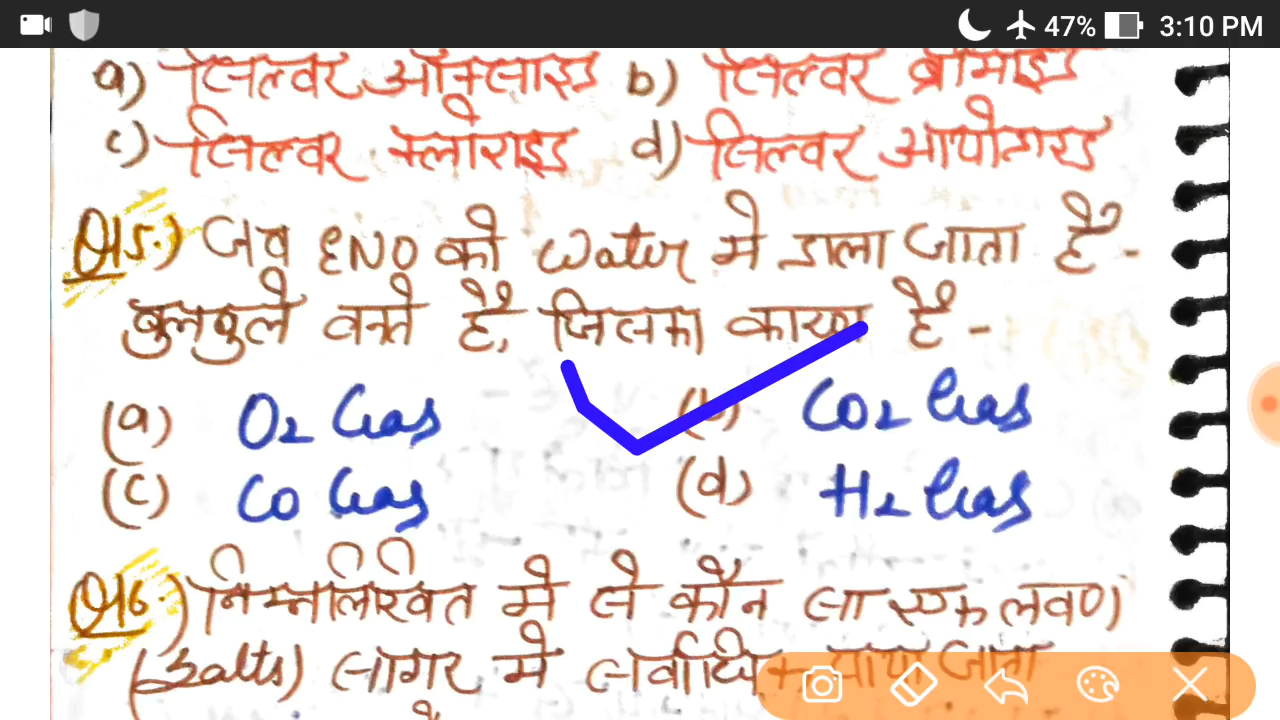 47% 3:10 PM
a) सिल्वर ऑक्साइड b) सिल्वर ब्रोमाइड
c) सिल्वर क्लोराइड d) सिल्वर आयोडाइड
Q15.) जब ENO को Water में डाला जाता है-
बुलबुले बनते हैं, जिसका कारण है -
(a) O₂ Gas (b) CO₂ Gas
(c) CO Gas (d) H₂ Gas
Q16.) निम्नलिखित में से कौन सा एक लवण
(Salts) सागर में सर्वाधिक पाया जाता